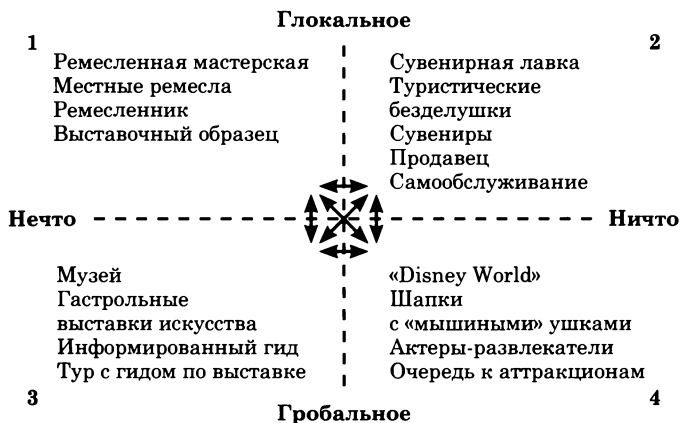 Глокальное
1
Ремесленная мастерская
Местные ремесла
Ремесленник
Выставочный образец
2
Сувенирная лавка
Туристические
безделушки
Сувениры
Продавец
Самообслуживание
Нечто
Ничто
Музей
Гастрольные
выставки искусства
Информированный гид
Тур с гидом по выставке
3
«Disney World»
Шапки
с «мышиными» ушками
Актеры-развлекатели
Очередь к аттракционам
4
Гробальное